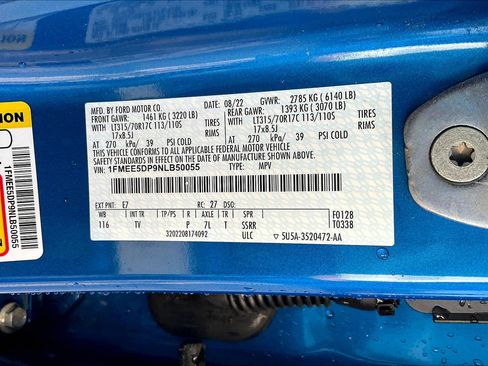 MFD. BY FORD MOTOR CO.
08/22 GVWR: 2785 KG ( 6140 LB)
FRONT GAWR: 1461 KG ( 3220 LB)
REAR GAWR: 1393 KG ( 3070 LB)
WITH LT315/70R17C 113/110S TIRES
WITH LT315/70R17C 113/110S TIRES
17x8.5J RIMS
17x8.5J RIMS
AT 270 kPa/ 39 PSI COLD
AT 270 kPa/ 39 PSI COLD
THIS VEHICLE CONFORMS TO ALL APPLICABLE FEDERAL MOTOR VEHICLE
SAFETY STANDARDS IN EFFECT ON THE DATE OF MANUFACTURE SHOWN ABOVE.
VIN: 1FMEE5DP9NLB50055 TYPE: MPV
EXT PNT: E7 RC: 27 DSO:
WB INT TR TP/PS R AXLE TR SPR F0128
116 TV P 7L T SSRR T0338
3202208174092 ULC 5U5A-3520472-AA
ION
1FMEE5DP9NLB50055